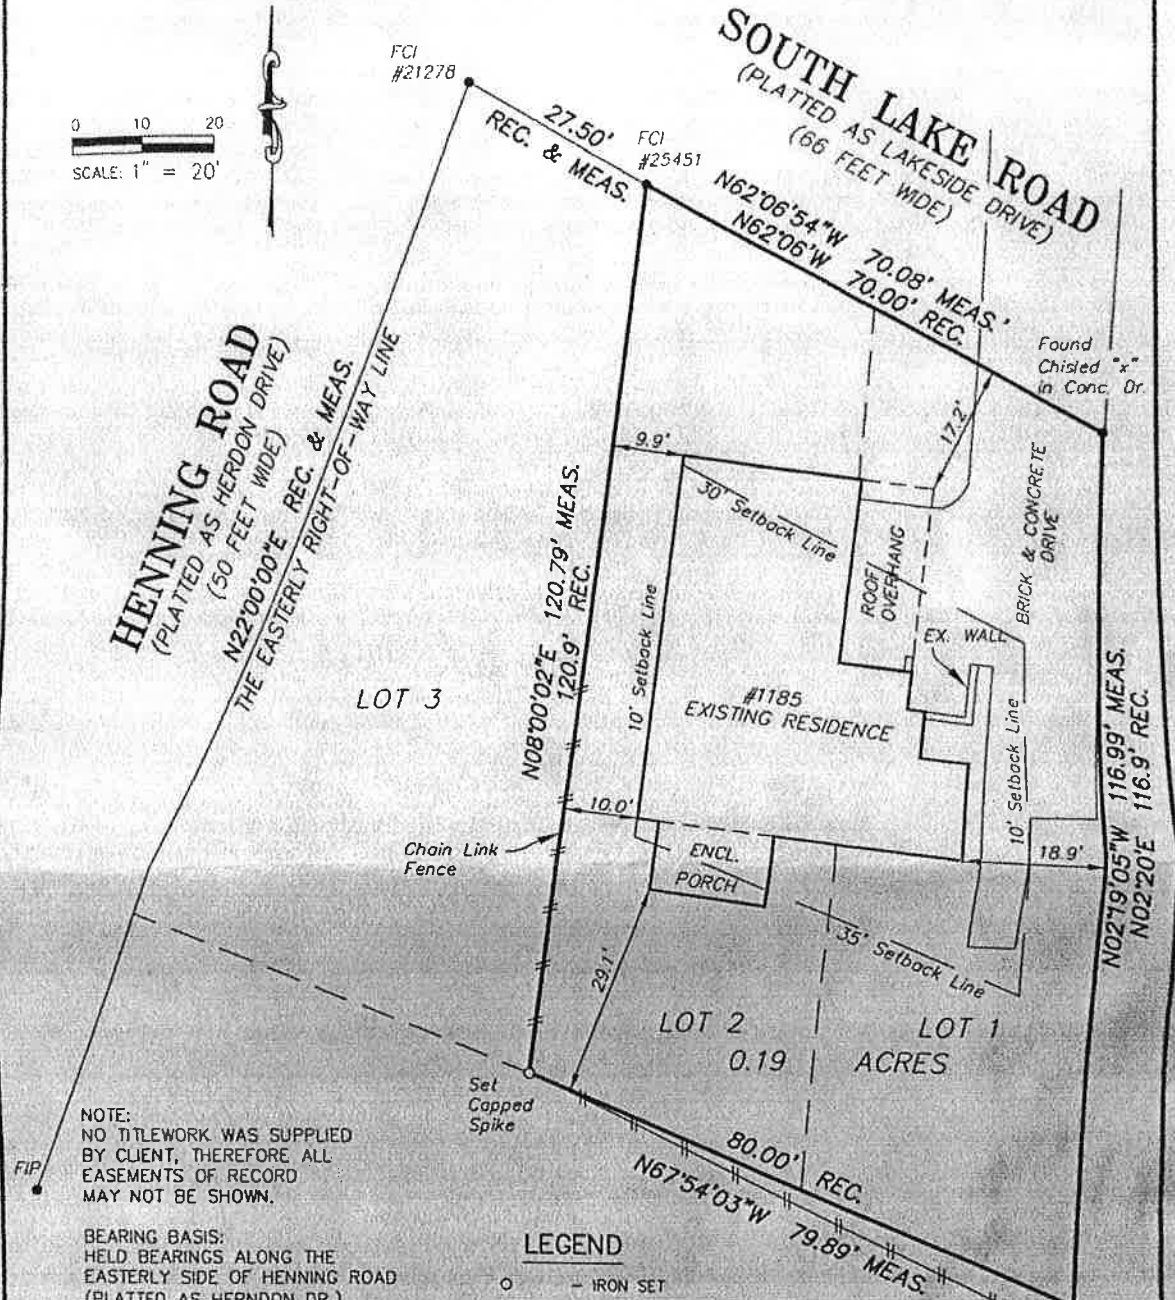 SOUTH LAKE ROAD
(PLATTED AS LAKESIDE DRIVE)
(66 FEET WIDE)
FCI
#21278
0 10 20
SCALE: 1" = 20'
27.50'
REC. & MEAS.
FCI
#25451
N62°06'54"W 70.08' MEAS.'
N62°06'W 70.00' REC.
Found
Chisled "x"
in Conc. Dr.
HENNING ROAD
(PLATTED AS HERDON DRIVE)
(50 FEET WIDE)
N22°00'00"E REC. & MEAS.
THE EASTERLY RIGHT-OF-WAY LINE
9.9'
17.2'
30' Setback Line
BRICK & CONCRETE
DRIVE
ROOF
OVERHANG
N08°00'02"E 120.79' MEAS.
120.9' REC.
10' Setback Line
EX. WALL
LOT 3
#1185
EXISTING RESIDENCE
10' Setback Line
N02°19'05"W 116.99' MEAS.
N02°20'E 116.9' REC.
10.0'
Chain Link
Fence
ENCL.
PORCH
18.9'
35' Setback Line
29.1'
LOT 2
LOT 1
0.19 ACRES
Set
Capped
Spike
80.00' REC.
N67°54'03"W 79.89' MEAS.
NOTE:
NO TITLEWORK WAS SUPPLIED
BY CLIENT, THEREFORE ALL
EASEMENTS OF RECORD
MAY NOT BE SHOWN.
FIP
BEARING BASIS:
HELD BEARINGS ALONG THE
EASTERLY SIDE OF HENNING ROAD
(PLATTED AS HERNDON DR.)
LEGEND
O - IRON SET